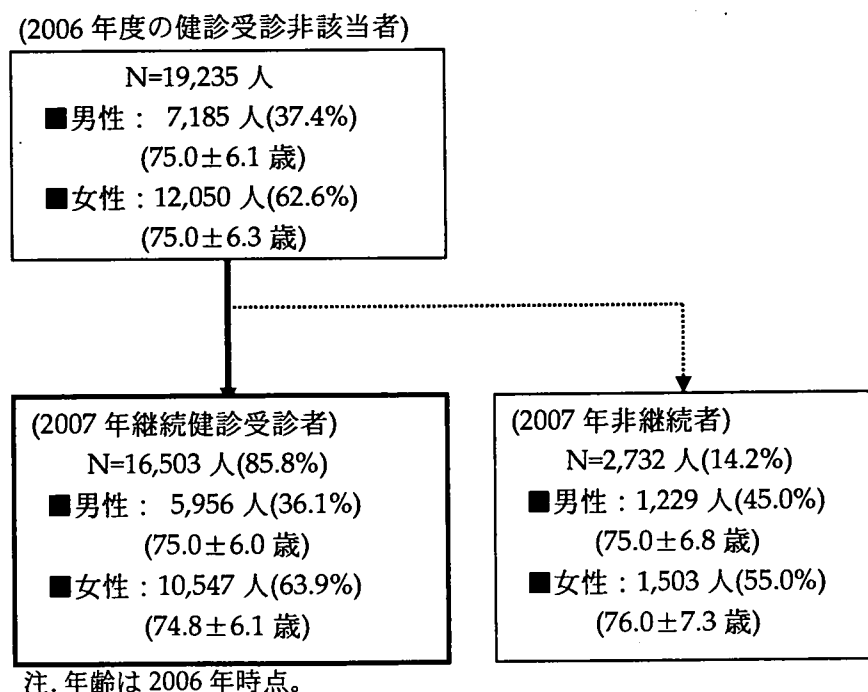 (2006 年度の健診受診非該当者)
N=19,235 人
■男性： 7,185 人(37.4%)
(75.0±6.1 歳)
■女性：12,050 人(62.6%)
(75.0±6.3 歳)
(2007 年継続健診受診者)
N=16,503 人(85.8%)
■男性： 5,956 人(36.1%)
(75.0±6.0 歳)
■女性：10,547 人(63.9%)
(74.8±6.1 歳)
(2007 年非継続者)
N=2,732 人(14.2%)
■男性：1,229 人(45.0%)
(75.0±6.8 歳)
■女性：1,503 人(55.0%)
(76.0±7.3 歳)
注. 年齢は 2006 年時点。